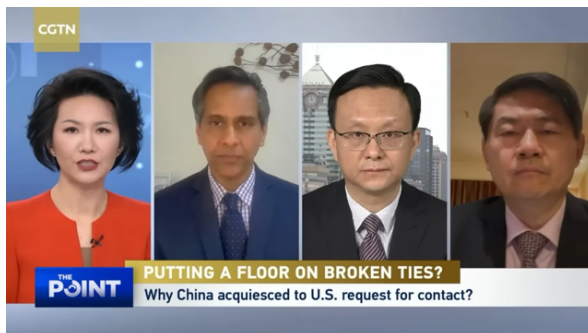 CGTN
PUTTING A FLOOR ON BROKEN TIES?
THE
POINT
Why China acquiesced to U.S. request for contact?